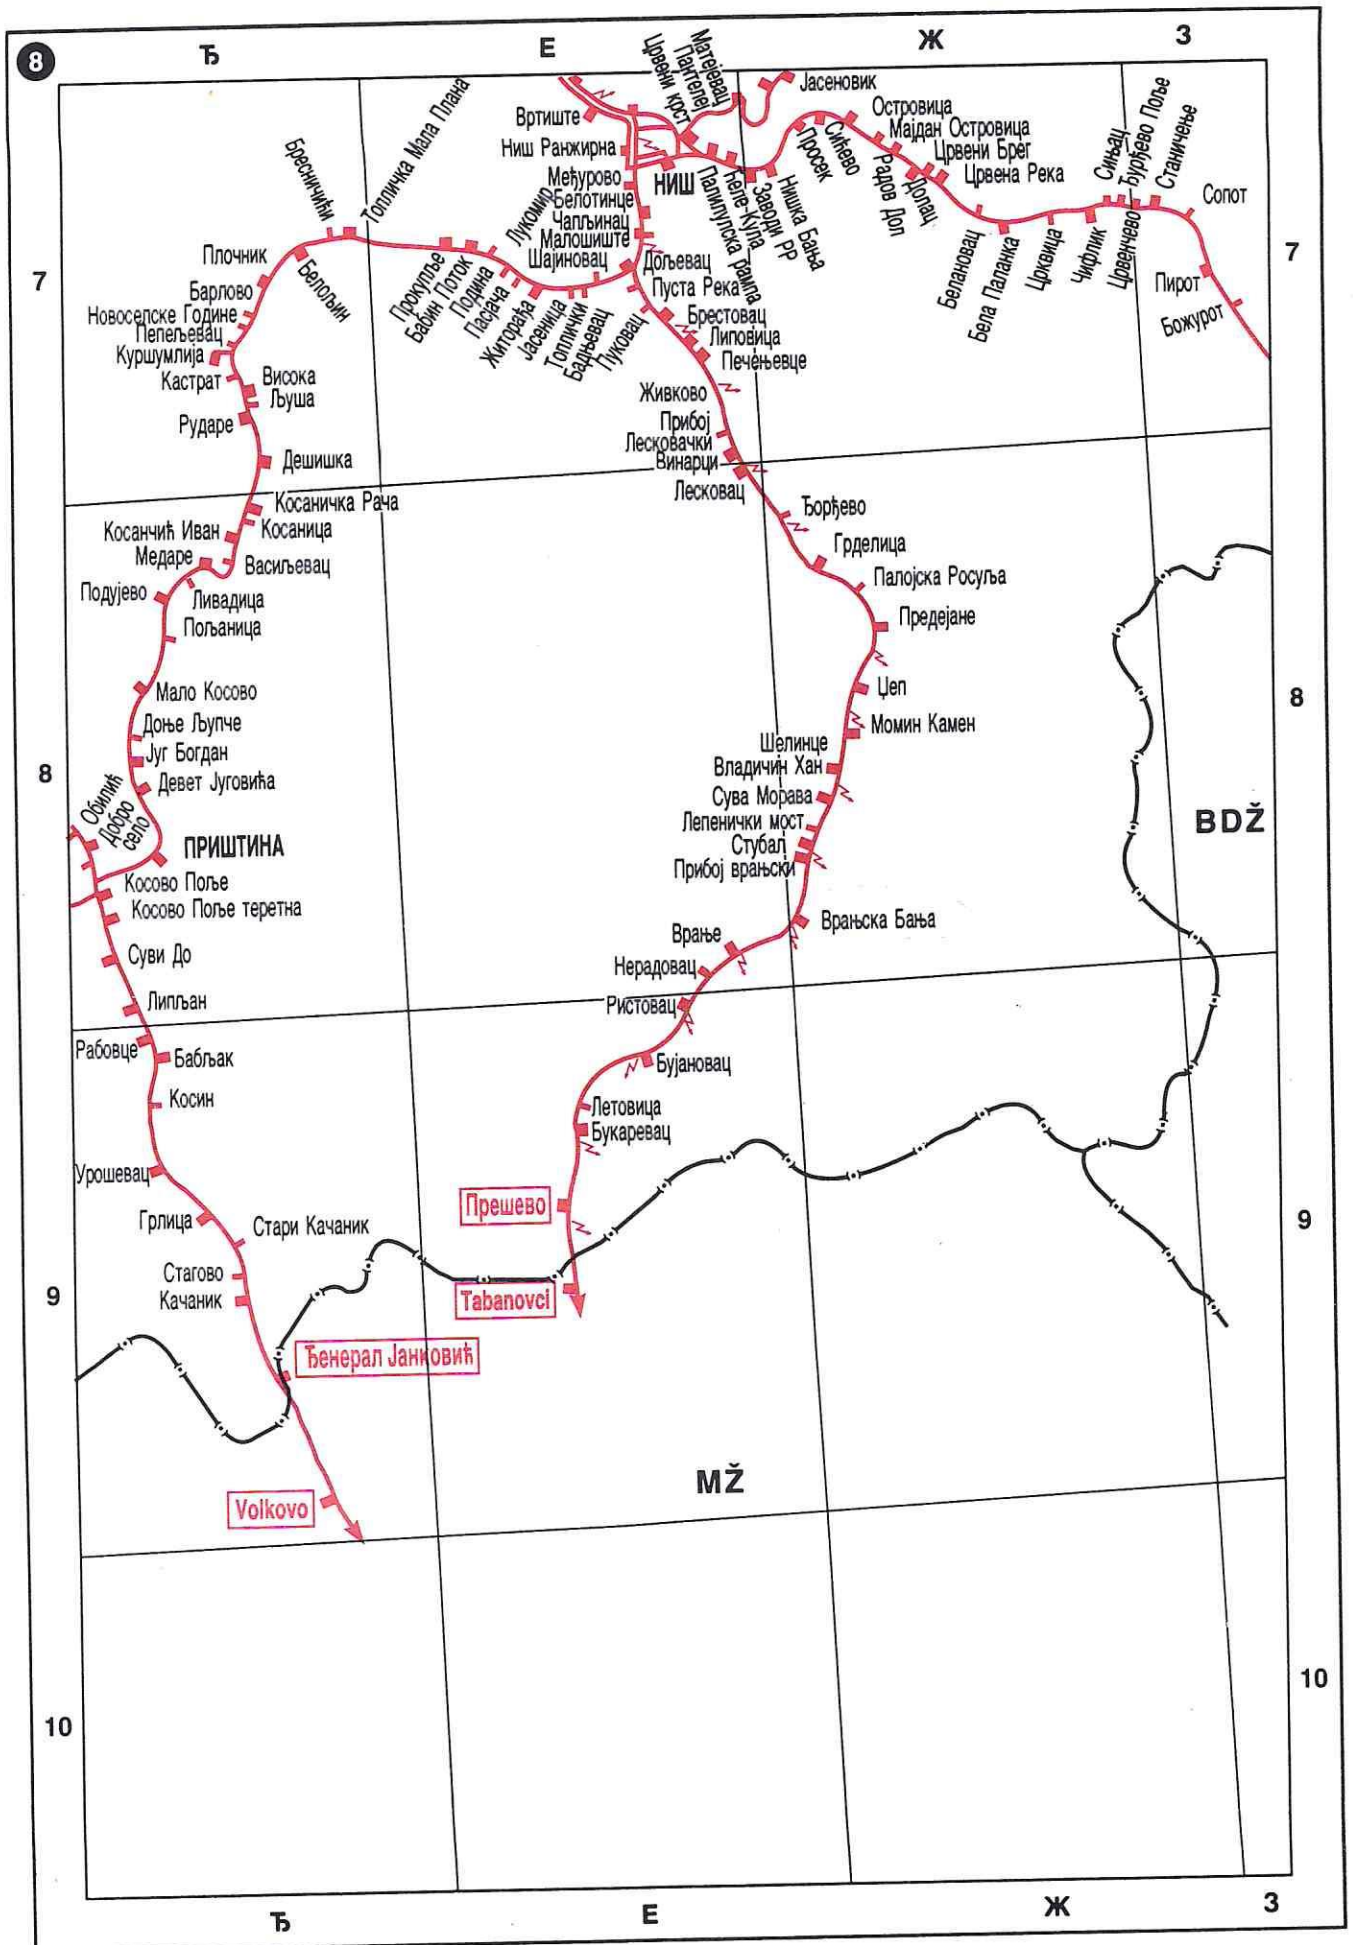 8
Ђ
Е
Ж
З
Матејевац
Пантелеј
Црвени крст
Јасеновик
Вртиште
Ниш Ранжирна
Међурово
НИШ
Белотинце
Чапљинац
Малошиште
Шајиновац
Дољевац
Пуста Река
Брестовац
Липовица
Печењевце
Живково
Прибој
Лесковачки
Винарци
Лесковац
Палилулска рампа
Ћеле-Кула
Заводи РР
Нишка Бања
Просек
Сићево
Островица
Мајдан Островица
Црвени Брег
Црвена Река
Радов Дол
Долац
Белановац
Бела Паланка
Црквица
Чифлик
Црвенчево
Сињац
Ђурђево Поље
Станичење
Сопот
Пирот
Божурот
7
7
Бресничићи
Топличка Мала Плана
Плочник
Белољин
Барлово
Новоселске Године
Пепељевац
Куршумлија
Кастрат
Висока
Љуша
Рударе
Дешишка
Прокупље
Бабин Поток
Подина
Пасјача
Лукомир
Житорађа
Јасеница
Топлички
Бадњевац
Пуковац
Косаничка Рача
Косанчић Иван
Косаница
Медаре
Васиљевац
Подујево
Ливадица
Пољаница
Мало Косово
Доње Љупче
Југ Богдан
Девет Југовића
Обилић
Добро
село
ПРИШТИНА
Косово Поље
Косово Поље теретна
Суви До
Липљан
Рабовце
Бабљак
Косин
Урошевац
Грлица
Стари Качаник
Стагово
Качаник
Ђенерал Јанковић
Volkovo
Ђорђево
Грделица
Палојска Росуља
Предејане
Џеп
Момин Камен
Шелинце
Владичин Хан
Сува Морава
Лепенички мост
Стубал
Прибој врањски
Врањска Бања
Врање
Нерадовац
Ристовац
Бујановац
Летовица
Букаревац
Прешево
Tabanovci
8
8
BDŽ
9
9
MŽ
10
10
Ђ
Е
Ж
З